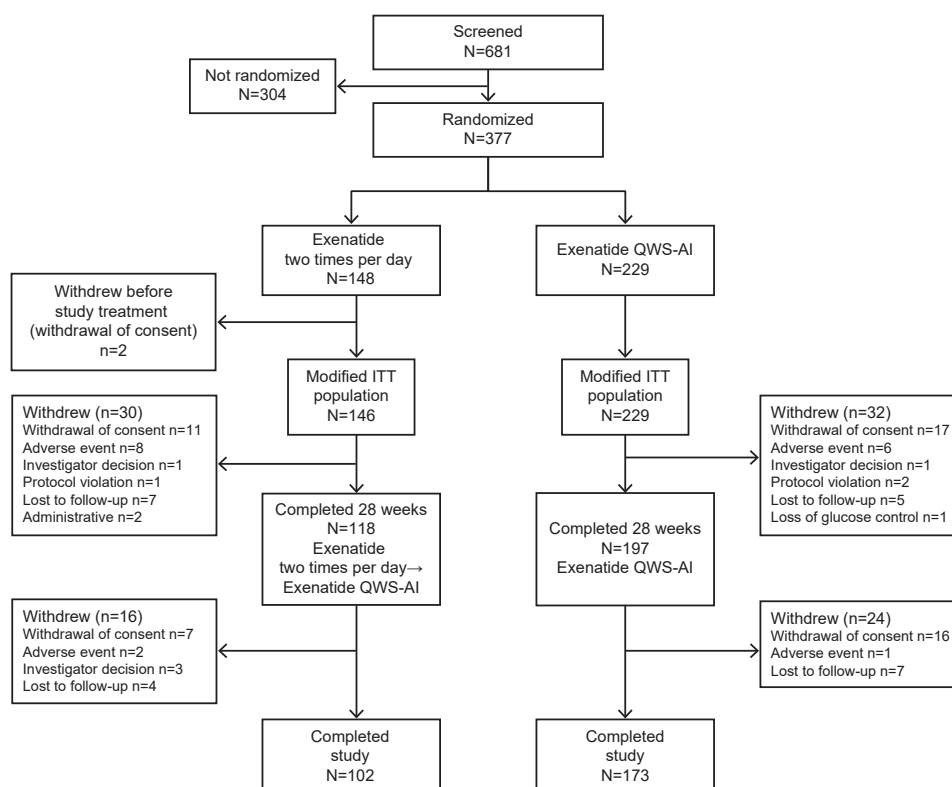 Screened
N=681
Not randomized
N=304
Randomized
N=377
Exenatide
two times per day
N=148
Exenatide QWS-AI
N=229
Withdrew before
study treatment
(withdrawal of consent)
n=2
Modified ITT
population
N=146
Modified ITT
population
N=229
Withdrew (n=30)
Withdrawal of consent n=11
Adverse event n=8
Investigator decision n=1
Protocol violation n=1
Lost to follow-up n=7
Administrative n=2
Withdrew (n=32)
Withdrawal of consent n=17
Adverse event n=6
Investigator decision n=1
Protocol violation n=2
Lost to follow-up n=5
Loss of glucose control n=1
Completed 28 weeks
N=118
Exenatide
two times per day→
Exenatide QWS-AI
Completed 28 weeks
N=197
Exenatide QWS-AI
Withdrew (n=16)
Withdrawal of consent n=7
Adverse event n=2
Investigator decision n=3
Lost to follow-up n=4
Withdrew (n=24)
Withdrawal of consent n=16
Adverse event n=1
Lost to follow-up n=7
Completed
study
N=102
Completed
study
N=173